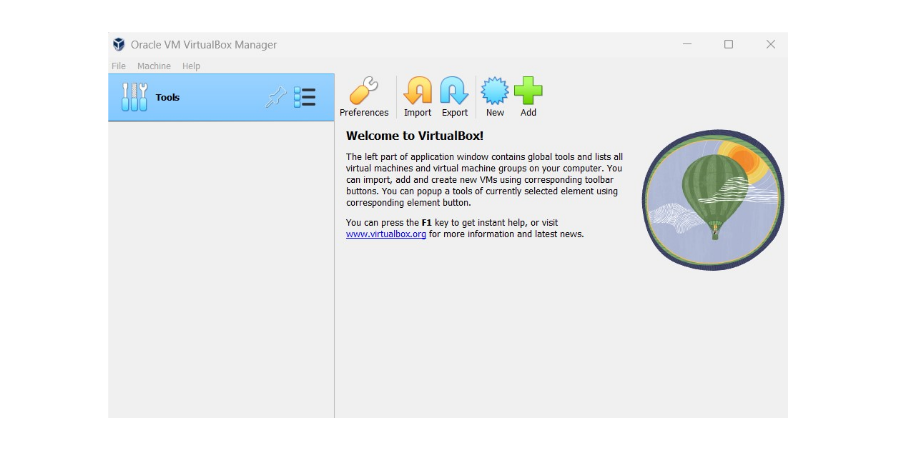 Oracle VM VirtualBox Manager
File Machine Help
Tools
Preferences Import Export New Add
Welcome to VirtualBox!
The left part of application window contains global tools and lists all
virtual machines and virtual machine groups on your computer. You
can import, add and create new VMs using corresponding toolbar
buttons. You can popup a tools of currently selected element using
corresponding element button.
You can press the F1 key to get instant help, or visit
www.virtualbox.org for more information and latest news.